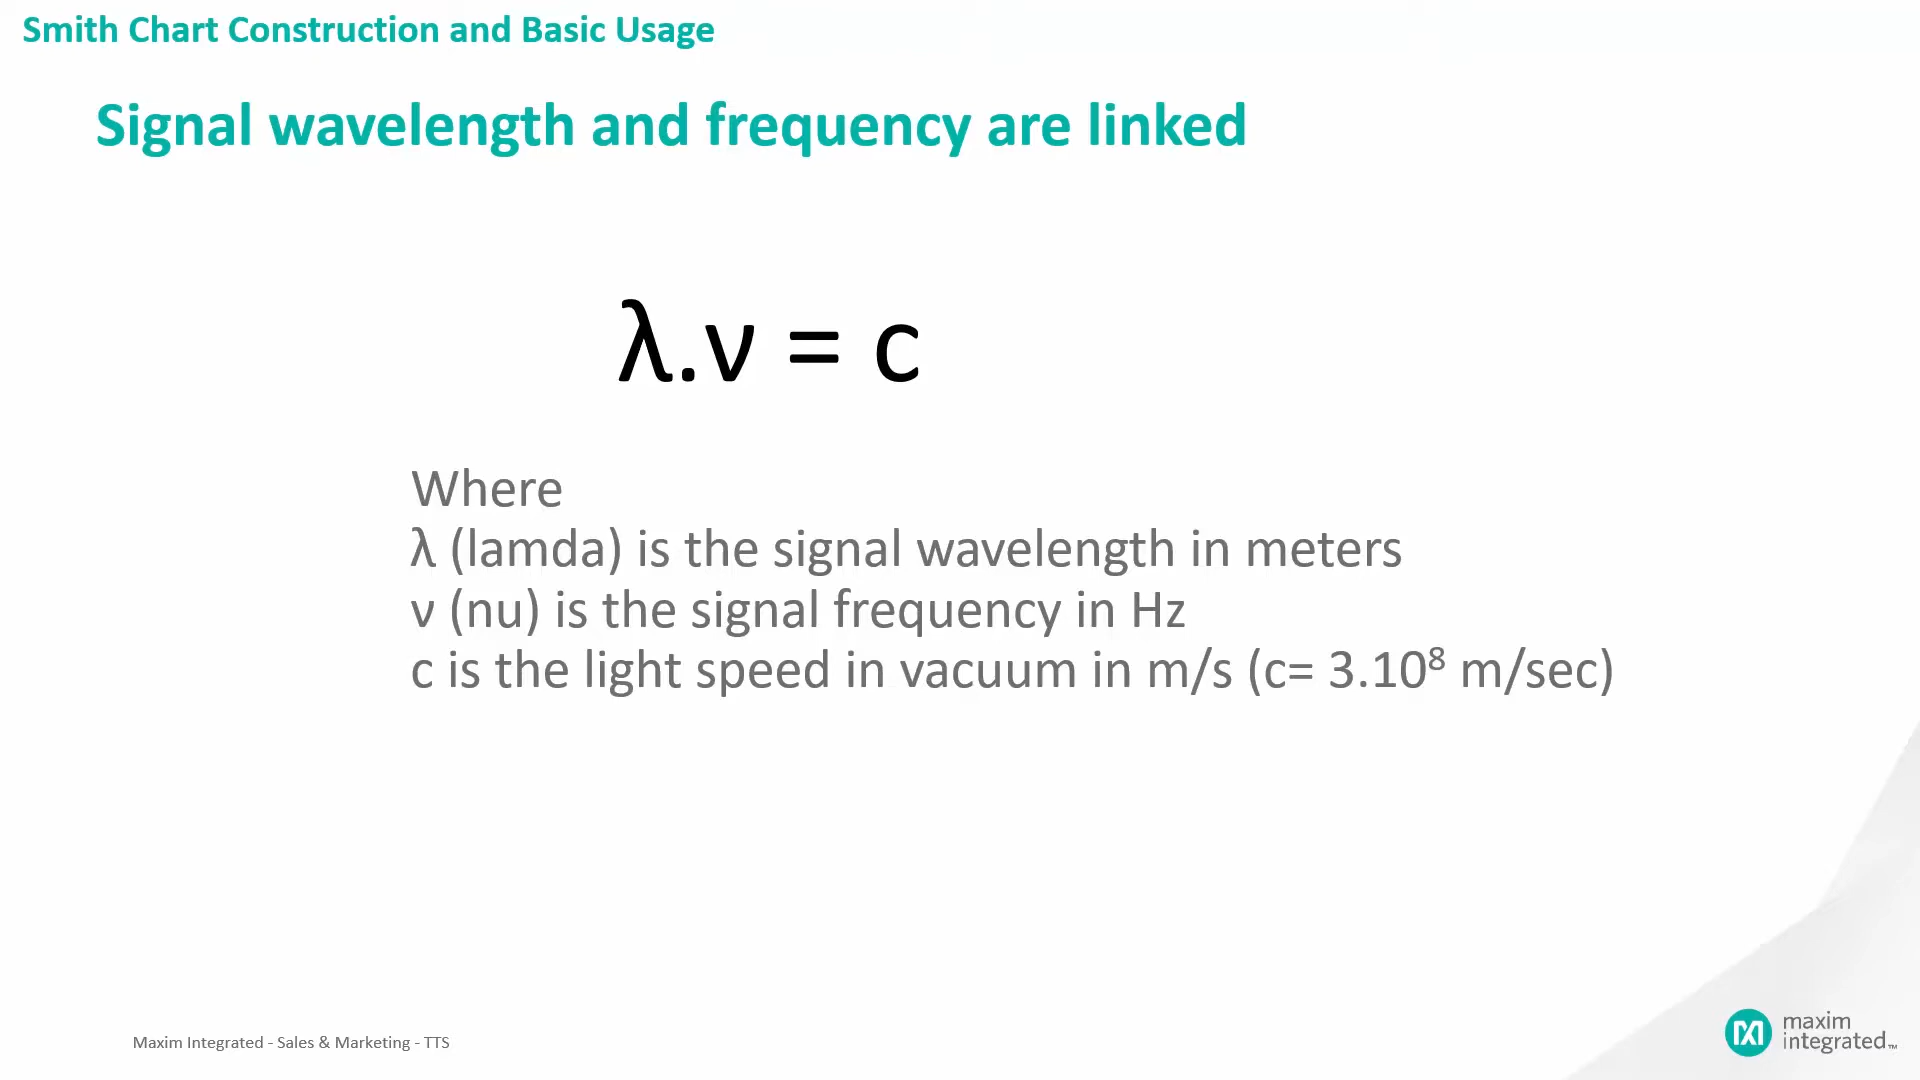 Smith Chart Construction and Basic Usage
Signal wavelength and frequency are linked
λ.ν = c
Where
λ (lamda) is the signal wavelength in meters
ν (nu) is the signal frequency in Hz
c is the light speed in vacuum in m/s (c= 3.10⁸ m/sec)
Maxim Integrated - Sales & Marketing - TTS
maxim
integrated™